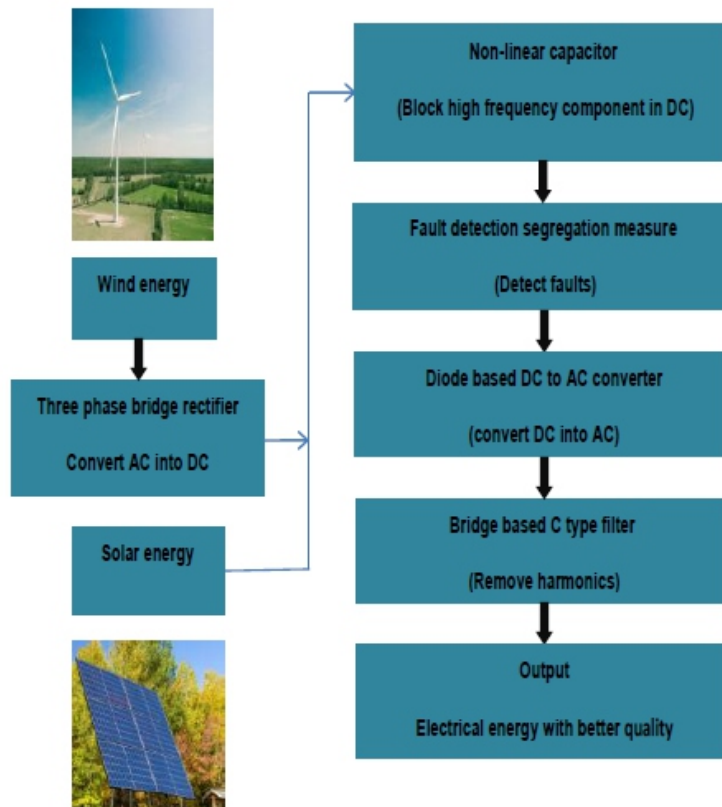 Wind energy
Three phase bridge rectifier
Convert AC into DC
Solar energy
Non-linear capacitor
(Block high frequency component in DC)
Fault detection segregation measure
(Detect faults)
Diode based DC to AC converter
(convert DC into AC)
Bridge based C type filter
(Remove harmonics)
Output
Electrical energy with better quality